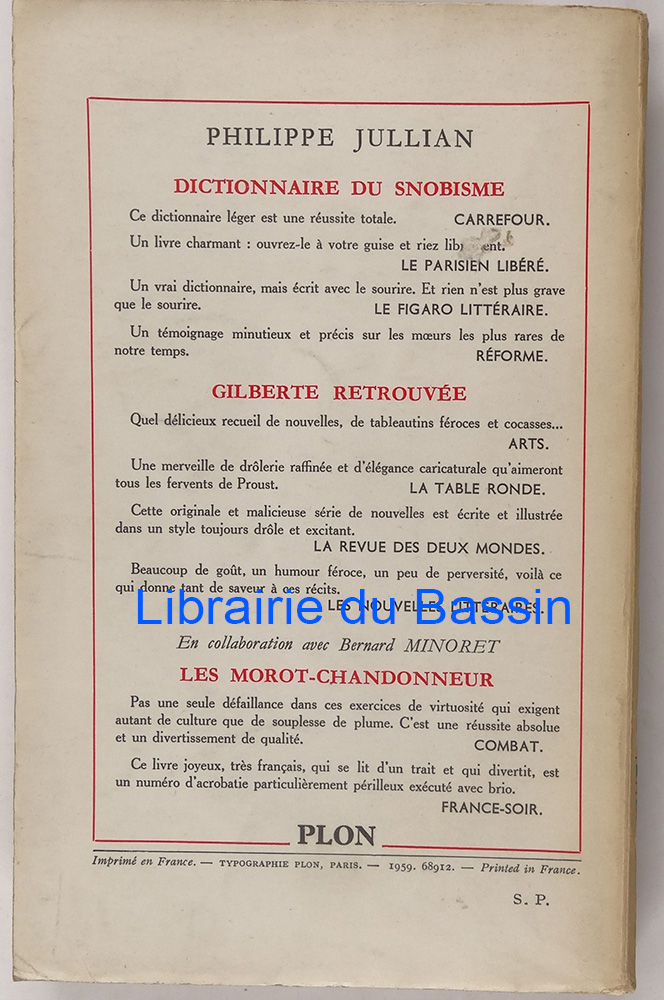 PHILIPPE JULLIAN
DICTIONNAIRE DU SNOBISME
Ce dictionnaire léger est une réussite totale. CARREFOUR.
Un livre charmant : ouvrez-le à votre guise et riez
LE PARISIEN LIBÉRÉ.
Un vrai dictionnaire, mais écrit avec le sourire. Et rien n'est plus grave
que le sourire. LE FIGARO LITTÉRAIRE.
Un témoignage minutieux et précis sur les mœurs les plus rares de
notre temps. RÉFORME.
GILBERTE RETROUVÉE
Quel délicieux recueil de nouvelles, de tableautins féroces et cocasses...
ARTS.
Une merveille de drôlerie raffinée et d'élégance caricaturale qu'aimeront
tous les fervents de Proust. LA TABLE RONDE.
Cette originale et malicieuse série de nouvelles est écrite et illustrée
dans un style toujours drôle et excitant.
LA REVUE DES DEUX MONDES.
Beaucoup de goût, un humour féroce, un peu de perversité, voilà ce
qui donne tant de saveur à ces récits.
LES NOUVELLES LITTÉRAIRES.
Librairie du Bassin
En collaboration avec Bernard MINORET
LES MOROT-CHANDONNEUR
Pas une seule défaillance dans ces exercices de virtuosité qui exigent
autant de culture que de souplesse de plume. C'est une réussite absolue
et un divertissement de qualité. COMBAT.
Ce livre joyeux, très français, qui se lit d'un trait et qui divertit, est
un numéro d'acrobatie particulièrement périlleux exécuté avec brio.
FRANCE-SOIR.
PLON
Imprimé en France. — TYPOGRAPHIE PLON, PARIS. — 1959. 68912. — Printed in France.
S. P.